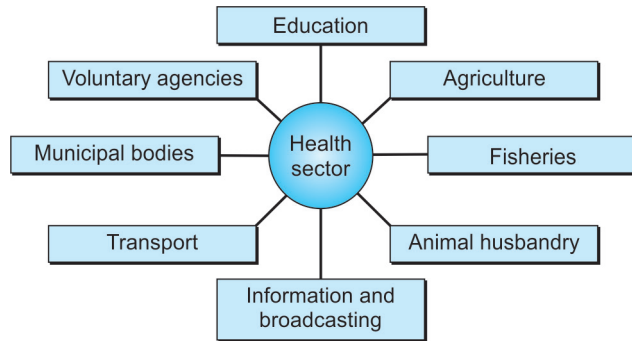 Education
Voluntary agencies
Agriculture
Municipal bodies
Health
sector
Fisheries
Transport
Animal husbandry
Information and
broadcasting